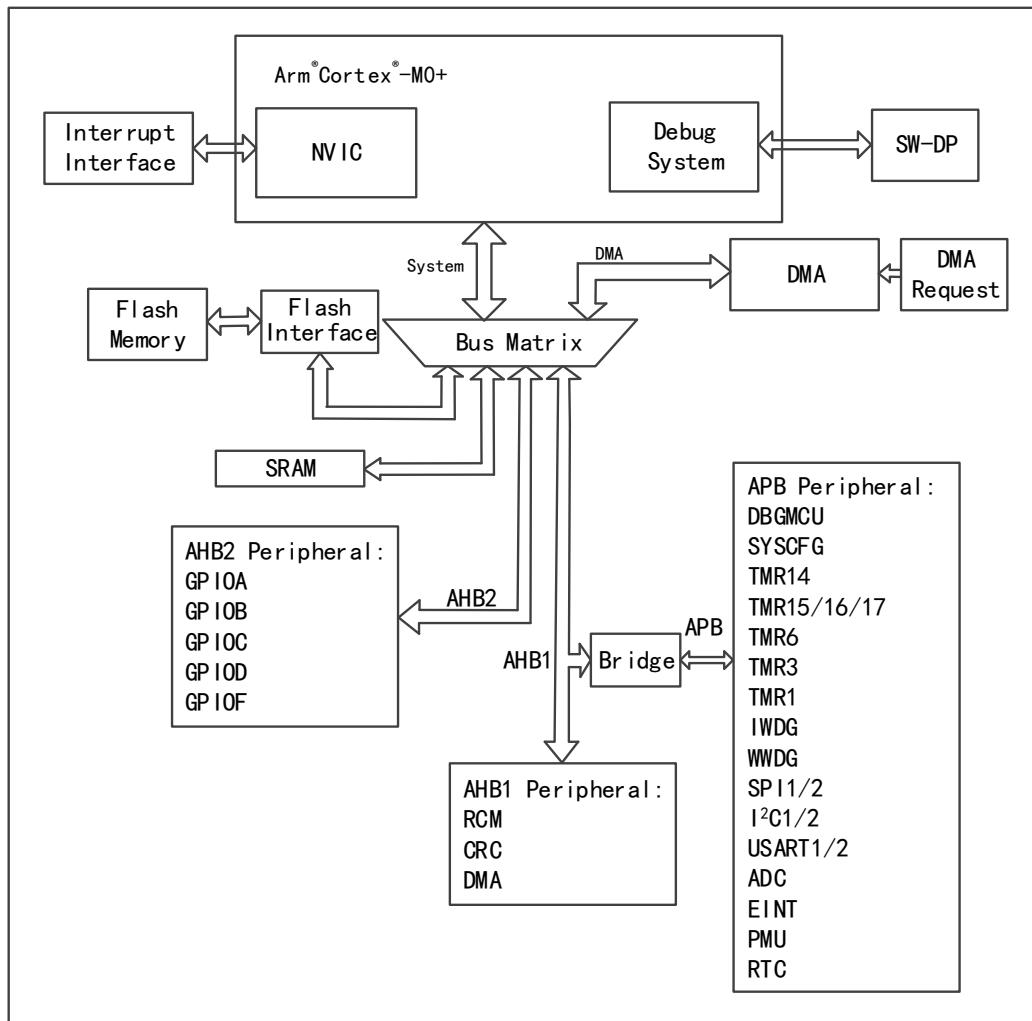 Arm®Cortex®-M0+
Interrupt
Interface
NVIC
Debug
System
SW-DP
System
DMA
DMA
DMA
Request
Flash
Memory
Flash
Interface
Bus Matrix
SRAM
AHB2 Peripheral:
GPIOA
GPIOB
GPIOC
GPIOD
GPIOF
AHB2
AHB1
Bridge
APB
AHB1 Peripheral:
RCM
CRC
DMA
APB Peripheral:
DBGMCU
SYSCFG
TMR14
TMR15/16/17
TMR6
TMR3
TMR1
IWDG
WWDG
SPI1/2
I²C1/2
USART1/2
ADC
EINT
PMU
RTC